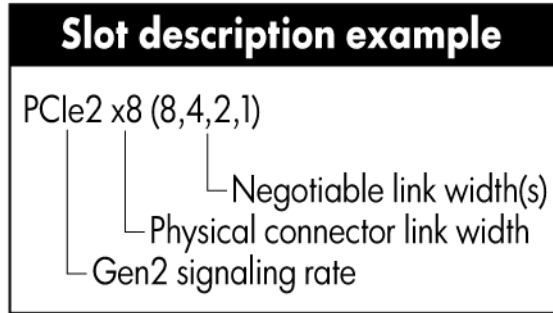 Slot description example
PCIe2 x8 (8,4,2,1)
Negotiable link width(s)
Physical connector link width
Gen2 signaling rate